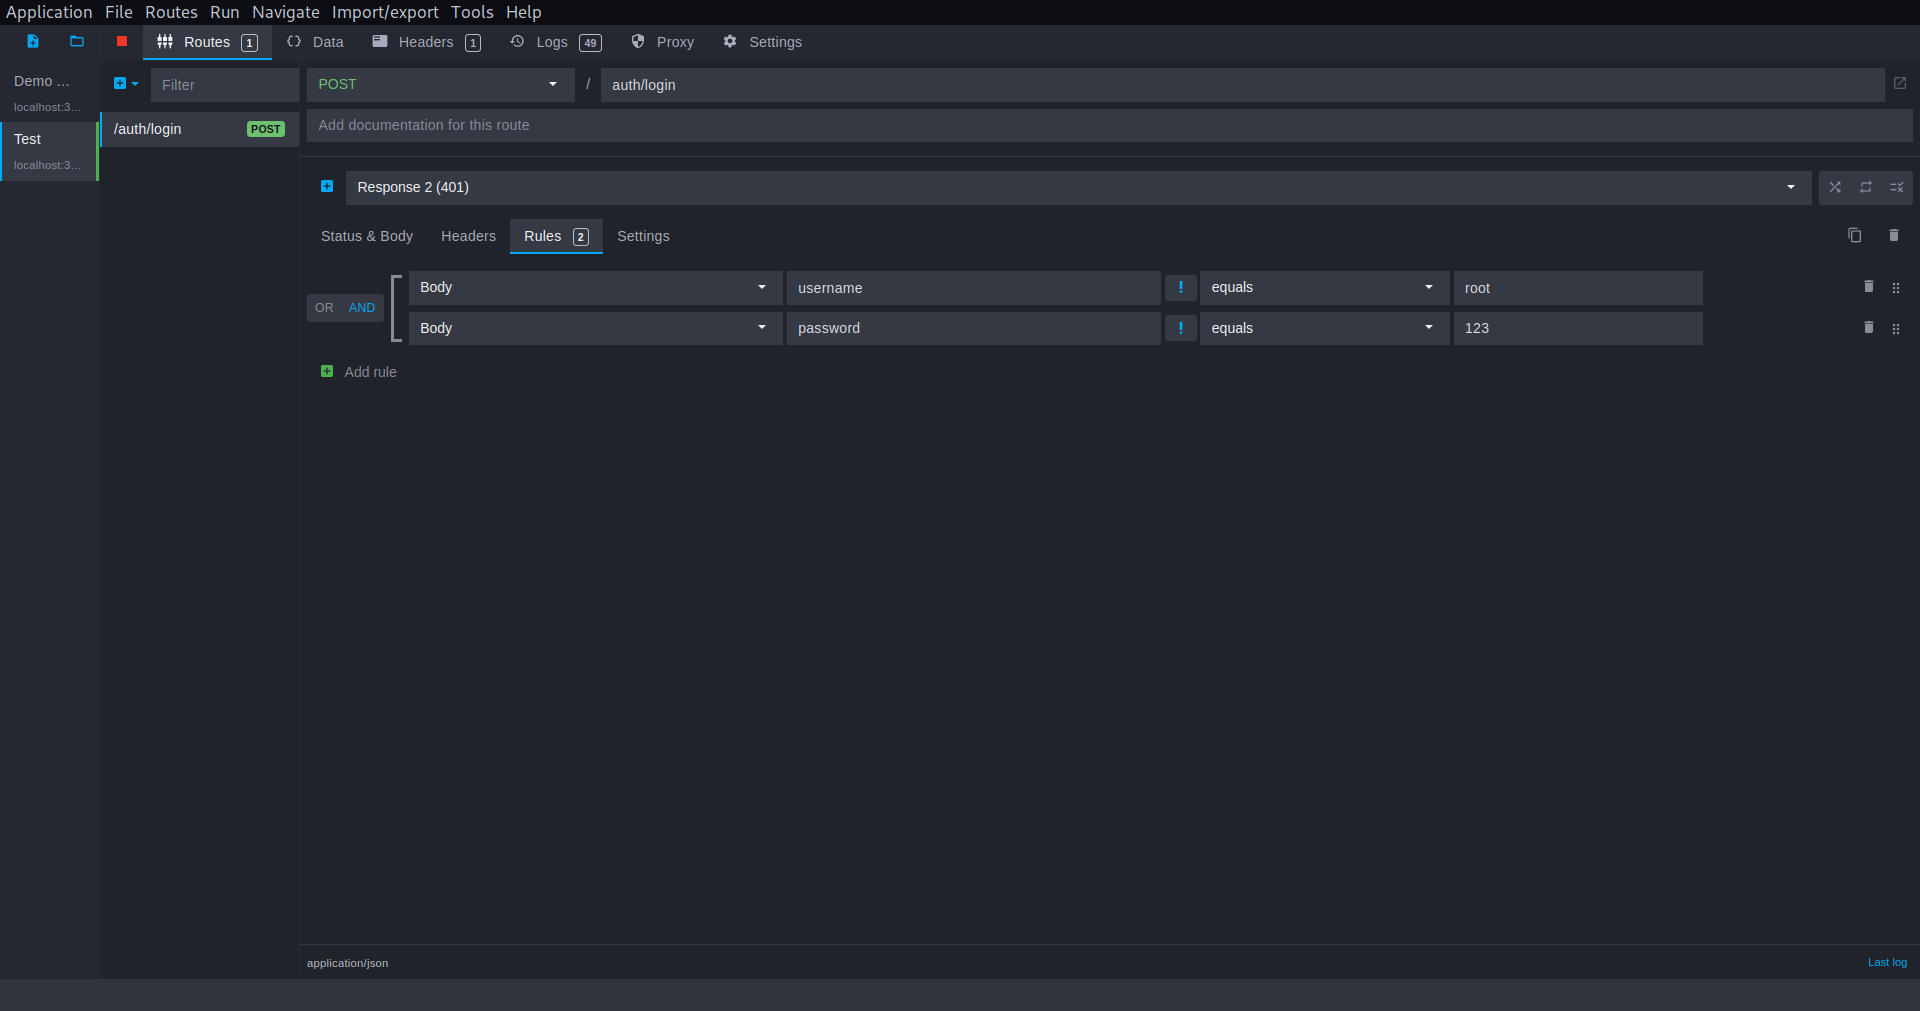 Application File Routes Run Navigate Import/export Tools Help
Routes 1 Data Headers 1 Logs 49 Proxy Settings
Demo ...
localhost:3...
Test
localhost:3...
Filter
/auth/login POST
POST / auth/login
Add documentation for this route
Response 2 (401)
Status & Body Headers Rules 2 Settings
OR AND
Body username ! equals root
Body password ! equals 123
Add rule
application/json Last log